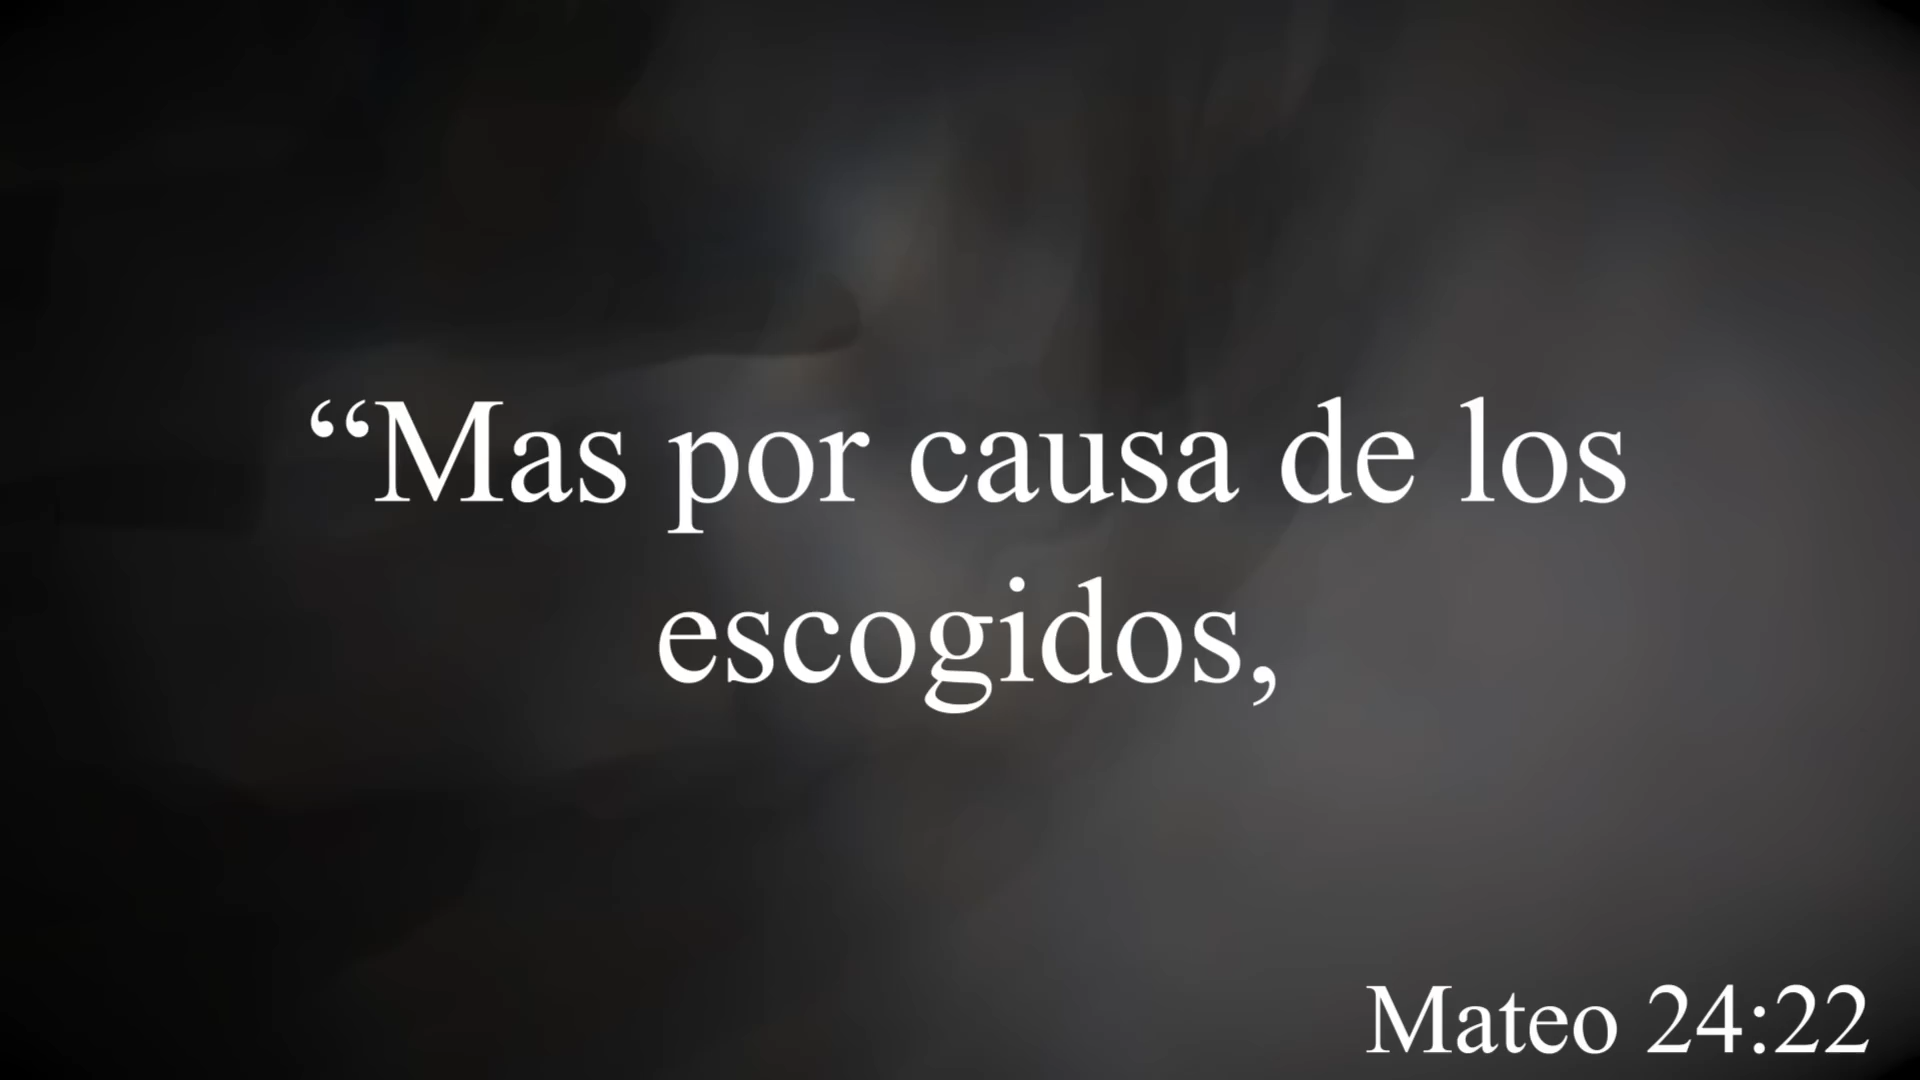 “Mas por causa de los
escogidos,
Mateo 24:22